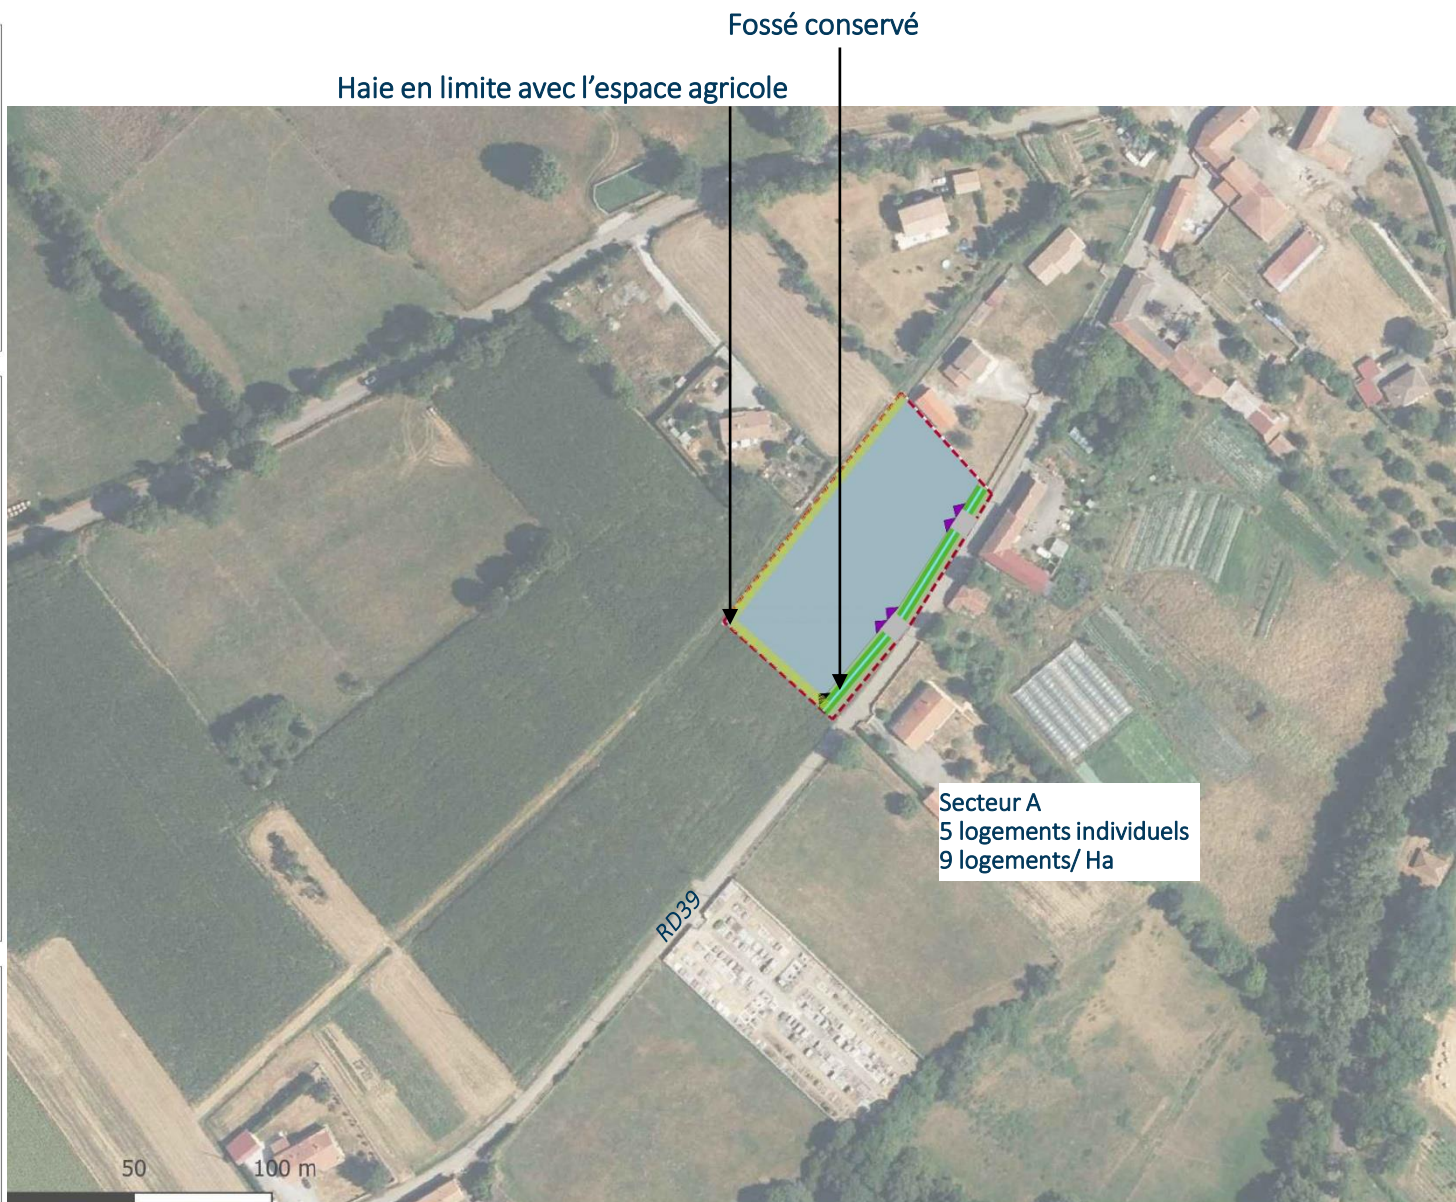 Fossé conservé
Haie en limite avec l'espace agricole
Secteur A
5 logements individuels
9 logements/ Ha
RD39
50
100 m